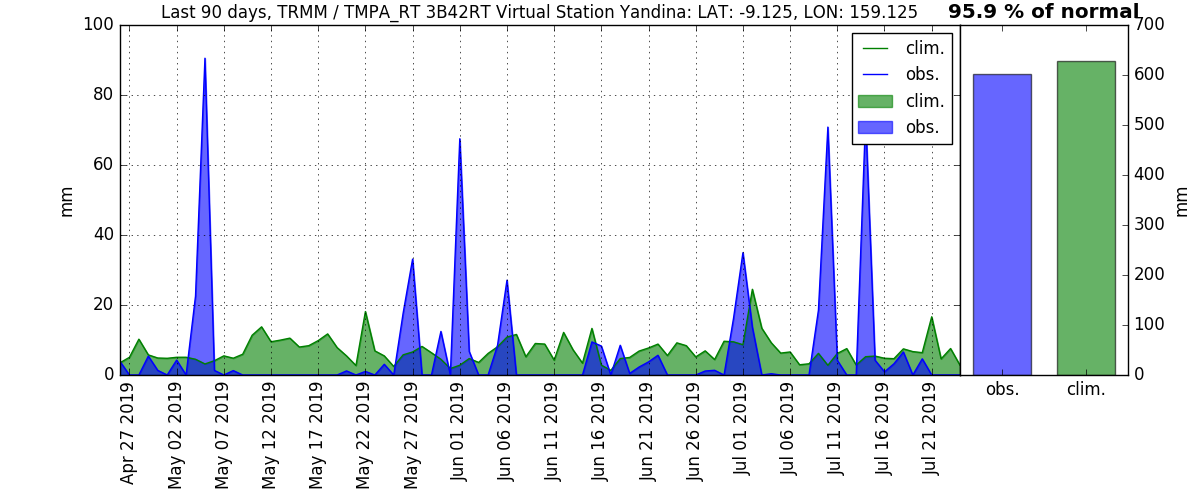 Last 90 days, TRMM / TMPA_RT 3B42RT Virtual Station Yandina: LAT: -9.125, LON: 159.125
95.9 % of normal
100
80
60
40
20
0
mm
clim.
obs.
clim.
obs.
700
600
500
400
300
200
100
0
mm
obs.
clim.
Apr 27 2019
May 02 2019
May 07 2019
May 12 2019
May 17 2019
May 22 2019
May 27 2019
Jun 01 2019
Jun 06 2019
Jun 11 2019
Jun 16 2019
Jun 21 2019
Jun 26 2019
Jul 01 2019
Jul 06 2019
Jul 11 2019
Jul 16 2019
Jul 21 2019